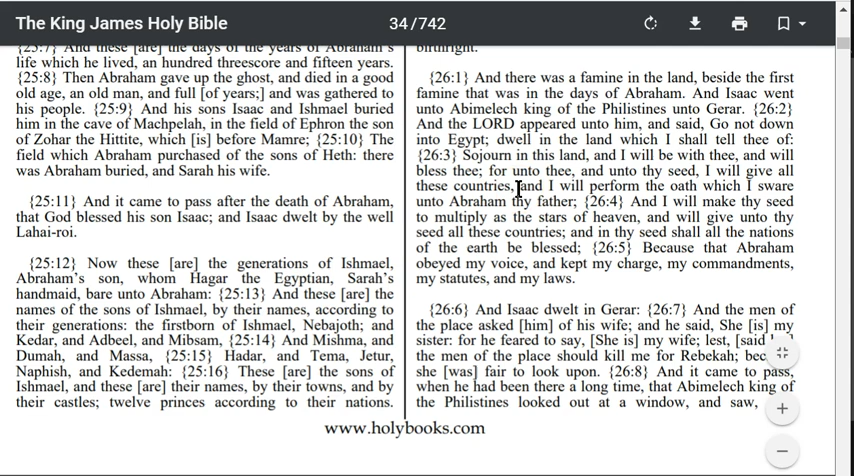 The King James Holy Bible
34/742
{25:7} And these [are] the days of the years of Abraham's
life which he lived, an hundred threescore and fifteen years.
{25:8} Then Abraham gave up the ghost, and died in a good
old age, an old man, and full [of years;] and was gathered to
his people. {25:9} And his sons Isaac and Ishmael buried
him in the cave of Machpelah, in the field of Ephron the son
of Zohar the Hittite, which [is] before Mamre; {25:10} The
field which Abraham purchased of the sons of Heth: there
was Abraham buried, and Sarah his wife.
{25:11} And it came to pass after the death of Abraham,
that God blessed his son Isaac; and Isaac dwelt by the well
Lahai-roi.
{25:12} Now these [are] the generations of Ishmael,
Abraham's son, whom Hagar the Egyptian, Sarah's
handmaid, bare unto Abraham: {25:13} And these [are] the
names of the sons of Ishmael, by their names, according to
their generations: the firstborn of Ishmael, Nebajoth; and
Kedar, and Adbeel, and Mibsam, {25:14} And Mishma, and
Dumah, and Massa, {25:15} Hadar, and Tema, Jetur,
Naphish, and Kedemah: {25:16} These [are] the sons of
Ishmael, and these [are] their names, by their towns, and by
their castles; twelve princes according to their nations.
birthright.
{26:1} And there was a famine in the land, beside the first
famine that was in the days of Abraham. And Isaac went
unto Abimelech king of the Philistines unto Gerar. {26:2}
And the LORD appeared unto him, and said, Go not down
into Egypt; dwell in the land which I shall tell thee of:
{26:3} Sojourn in this land, and I will be with thee, and will
bless thee; for unto thee, and unto thy seed, I will give all
these countries, and I will perform the oath which I sware
unto Abraham thy father; {26:4} And I will make thy seed
to multiply as the stars of heaven, and will give unto thy
seed all these countries; and in thy seed shall all the nations
of the earth be blessed; {26:5} Because that Abraham
obeyed my voice, and kept my charge, my commandments,
my statutes, and my laws.
{26:6} And Isaac dwelt in Gerar: {26:7} And the men of
the place asked [him] of his wife; and he said, She [is] my
sister: for he feared to say, [She is] my wife; lest, [said
the men of the place should kill me for Rebekah; bec
she [was] fair to look upon. {26:8} And it came to pass,
when he had been there a long time, that Abimelech king of
the Philistines looked out at a window, and saw,
www.holybooks.com